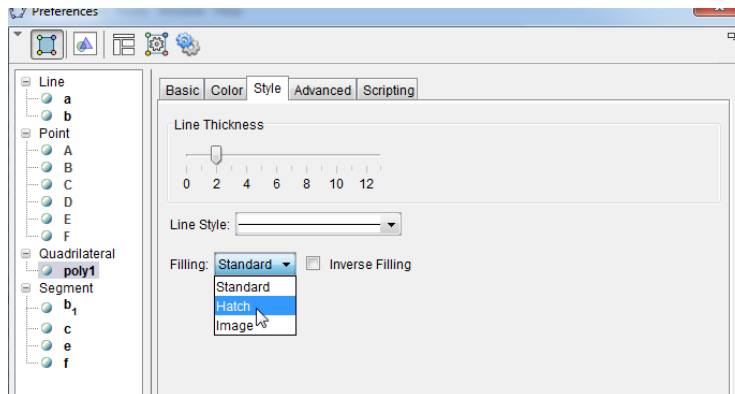 Preferences
Basic Color Style Advanced Scripting
Line
a
b
Point
A
B
C
D
E
F
Quadrilateral
poly1
Segment
b1
c
e
f
Line Thickness
0 2 4 6 8 10 12
Line Style:
Filling: Standard Inverse Filling
Standard
Hatch
Image